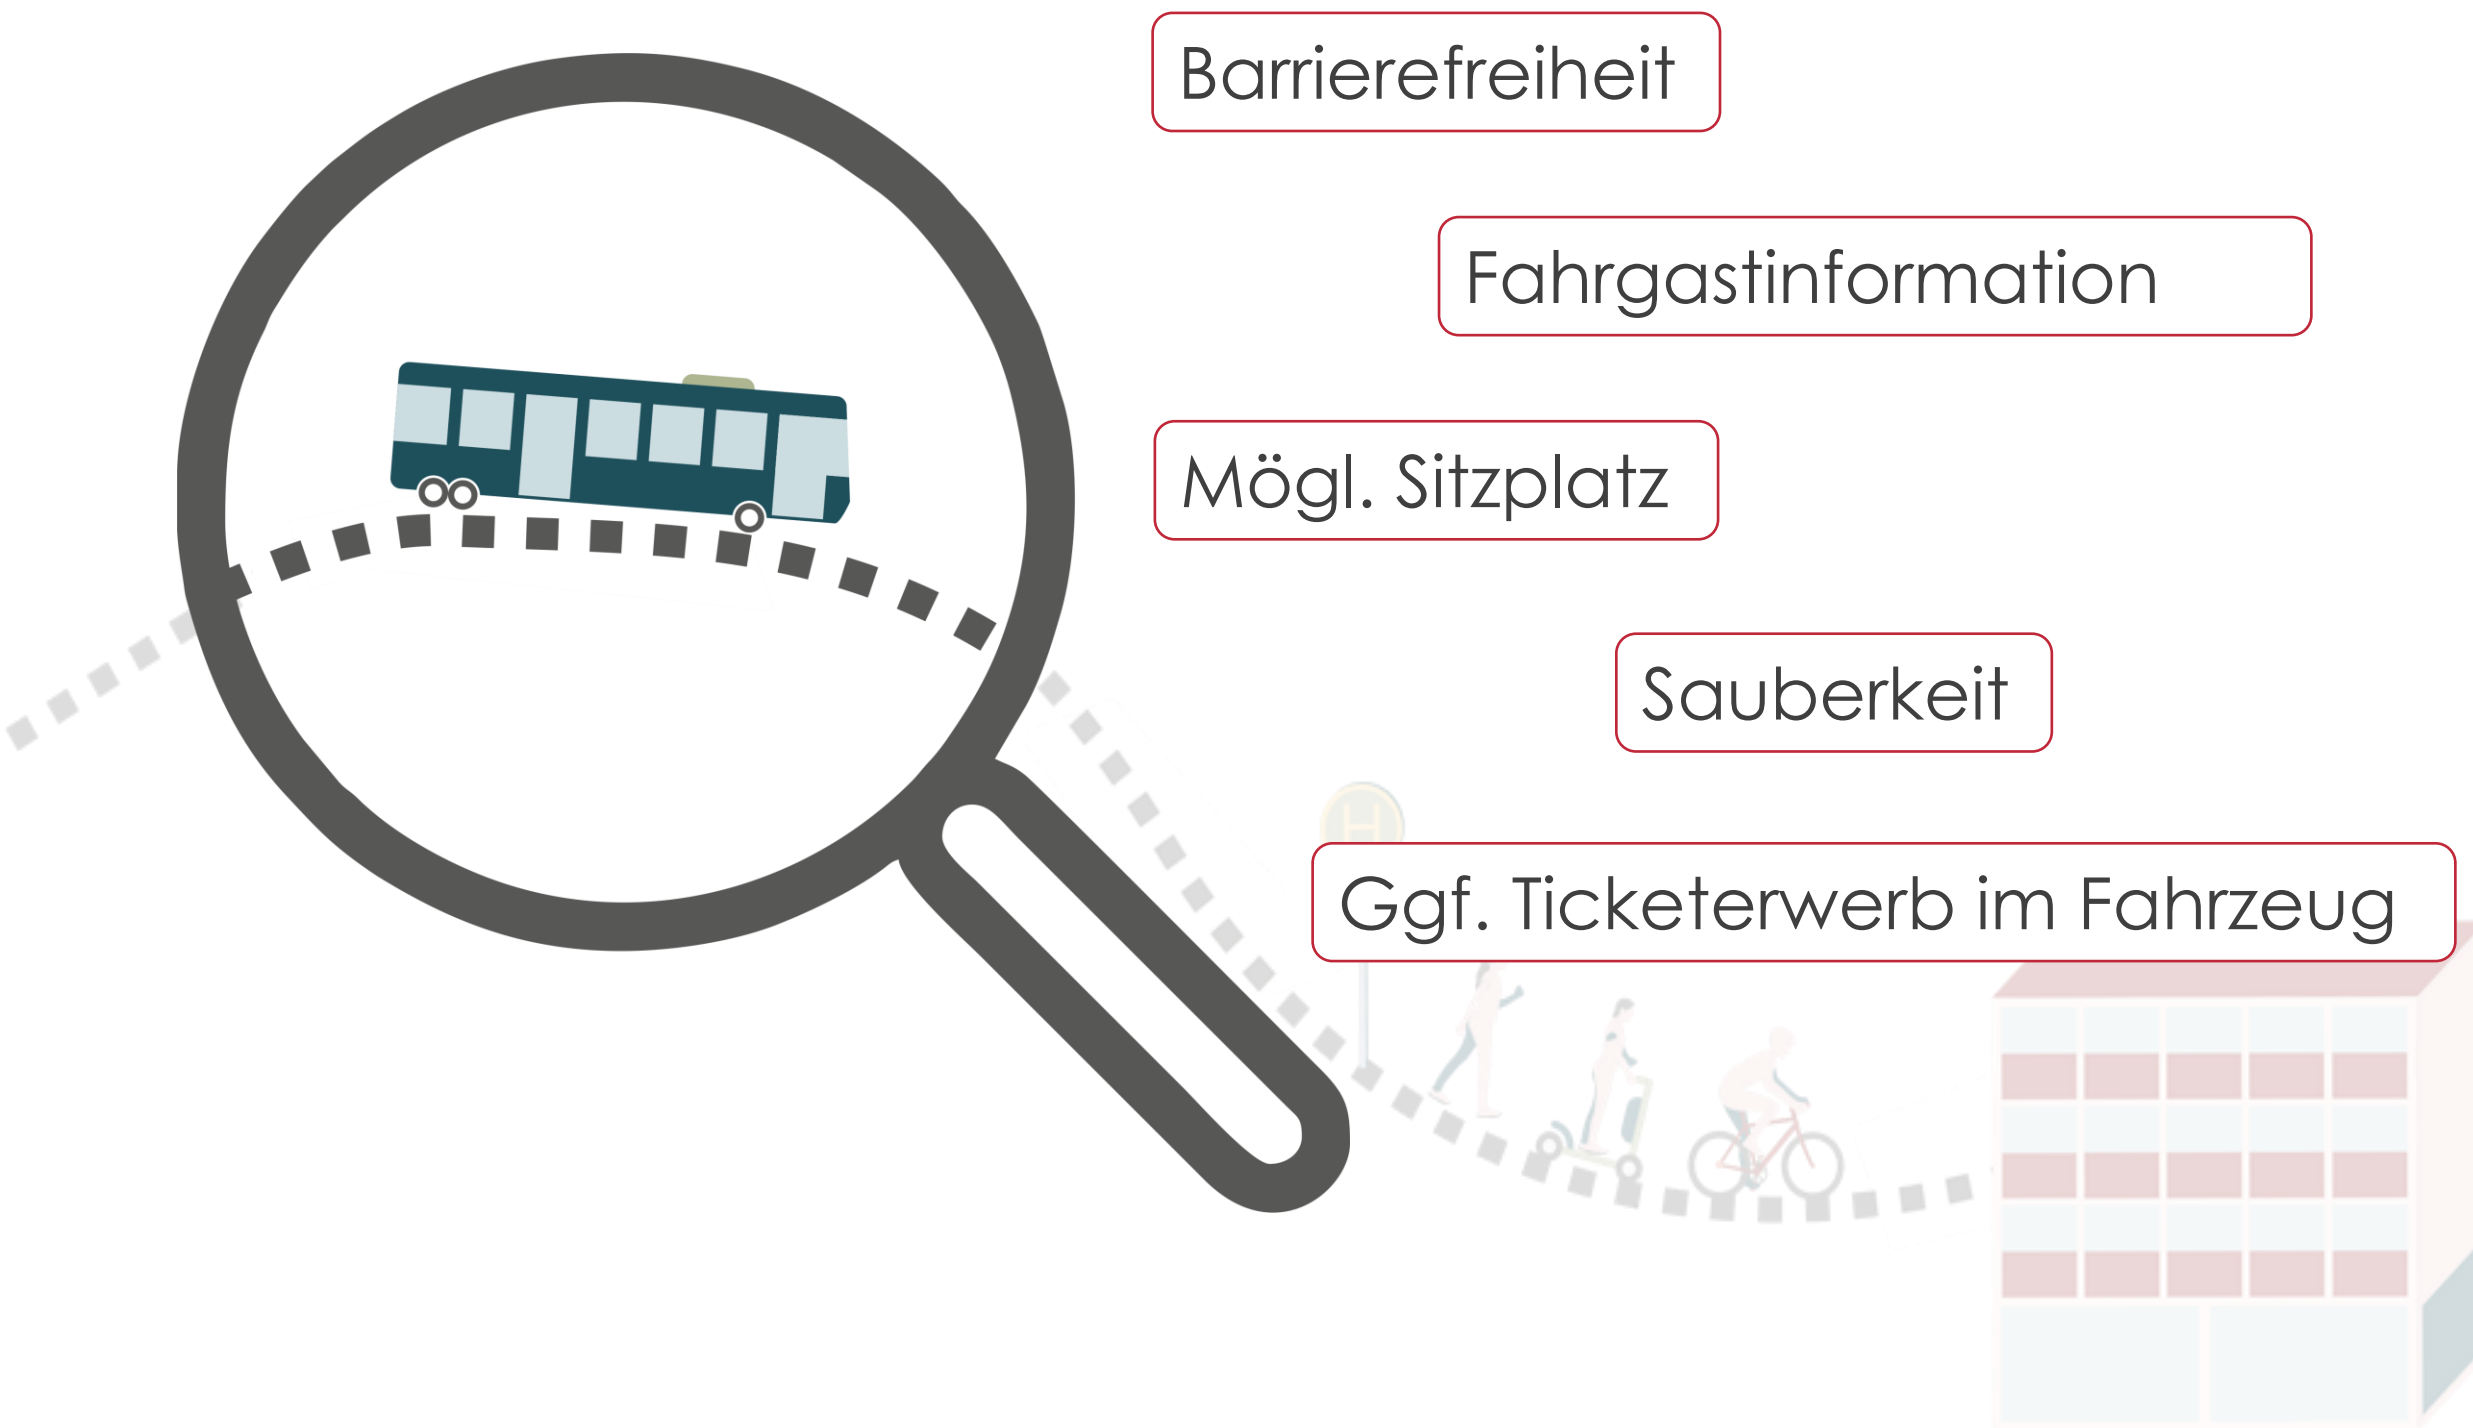 Barrierefreiheit
Fahrgastinformation
Mögl. Sitzplatz
Sauberkeit
H
Ggf. Ticketerwerb im Fahrzeug